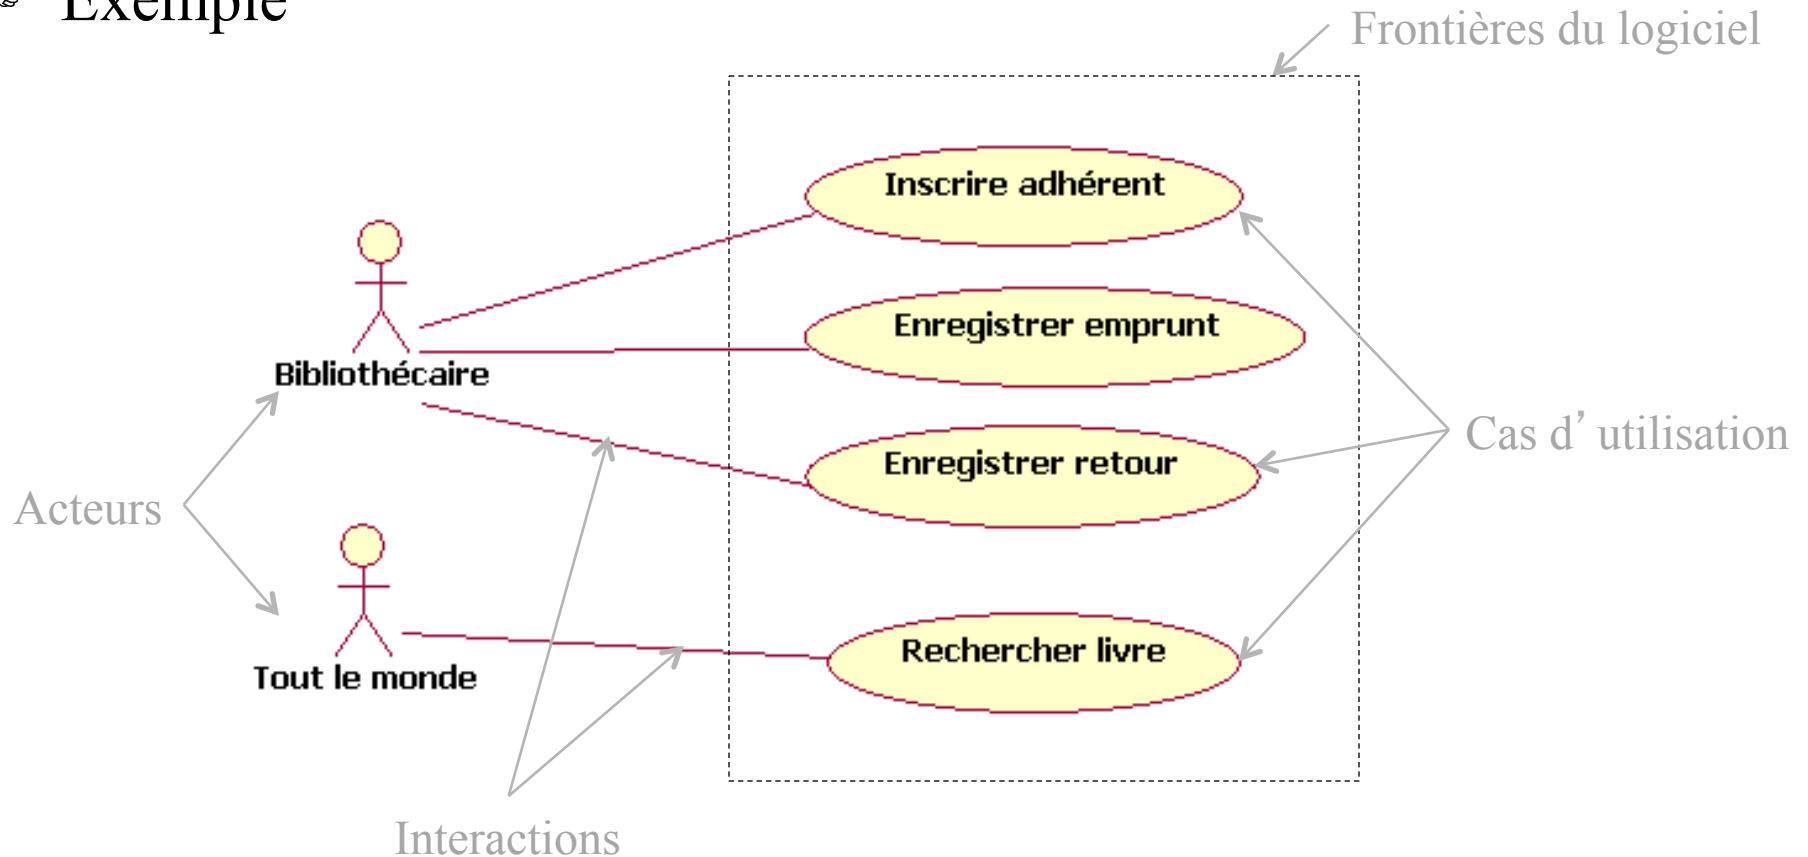 Exemple
Frontières du logiciel
Inscrire adhérent
Enregistrer emprunt
Bibliothécaire
Cas d’ utilisation
Enregistrer retour
Acteurs
Rechercher livre
Tout le monde
Interactions